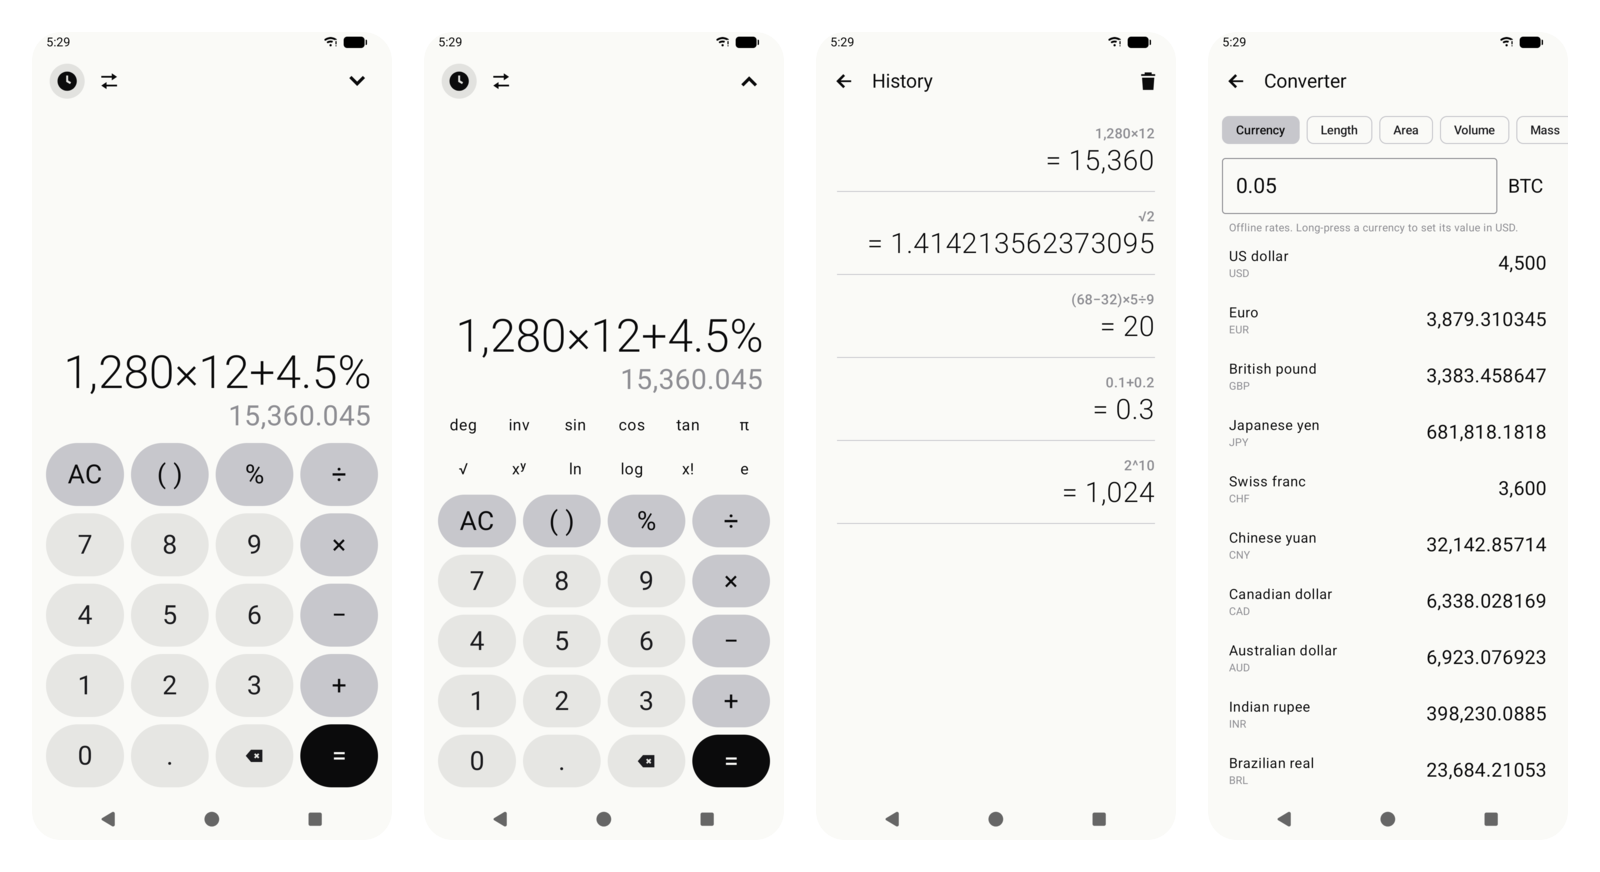 5:29
1,280×12+4.5%
15,360.045
AC ( ) % ÷
7 8 9 ×
4 5 6 −
1 2 3 +
0 . =
5:29
1,280×12+4.5%
15,360.045
deg inv sin cos tan π
√ xʸ ln log x! e
AC ( ) % ÷
7 8 9 ×
4 5 6 −
1 2 3 +
0 . =
5:29
History
1,280×12
= 15,360
√2
= 1.414213562373095
(68−32)×5÷9
= 20
0.1+0.2
= 0.3
2^10
= 1,024
5:29
Converter
Currency Length Area Volume Mass
0.05 BTC
Offline rates. Long-press a currency to set its value in USD.
US dollar 4,500
USD
Euro 3,879.310345
EUR
British pound 3,383.458647
GBP
Japanese yen 681,818.1818
JPY
Swiss franc 3,600
CHF
Chinese yuan 32,142.85714
CNY
Canadian dollar 6,338.028169
CAD
Australian dollar 6,923.076923
AUD
Indian rupee 398,230.0885
INR
Brazilian real 23,684.21053
BRL